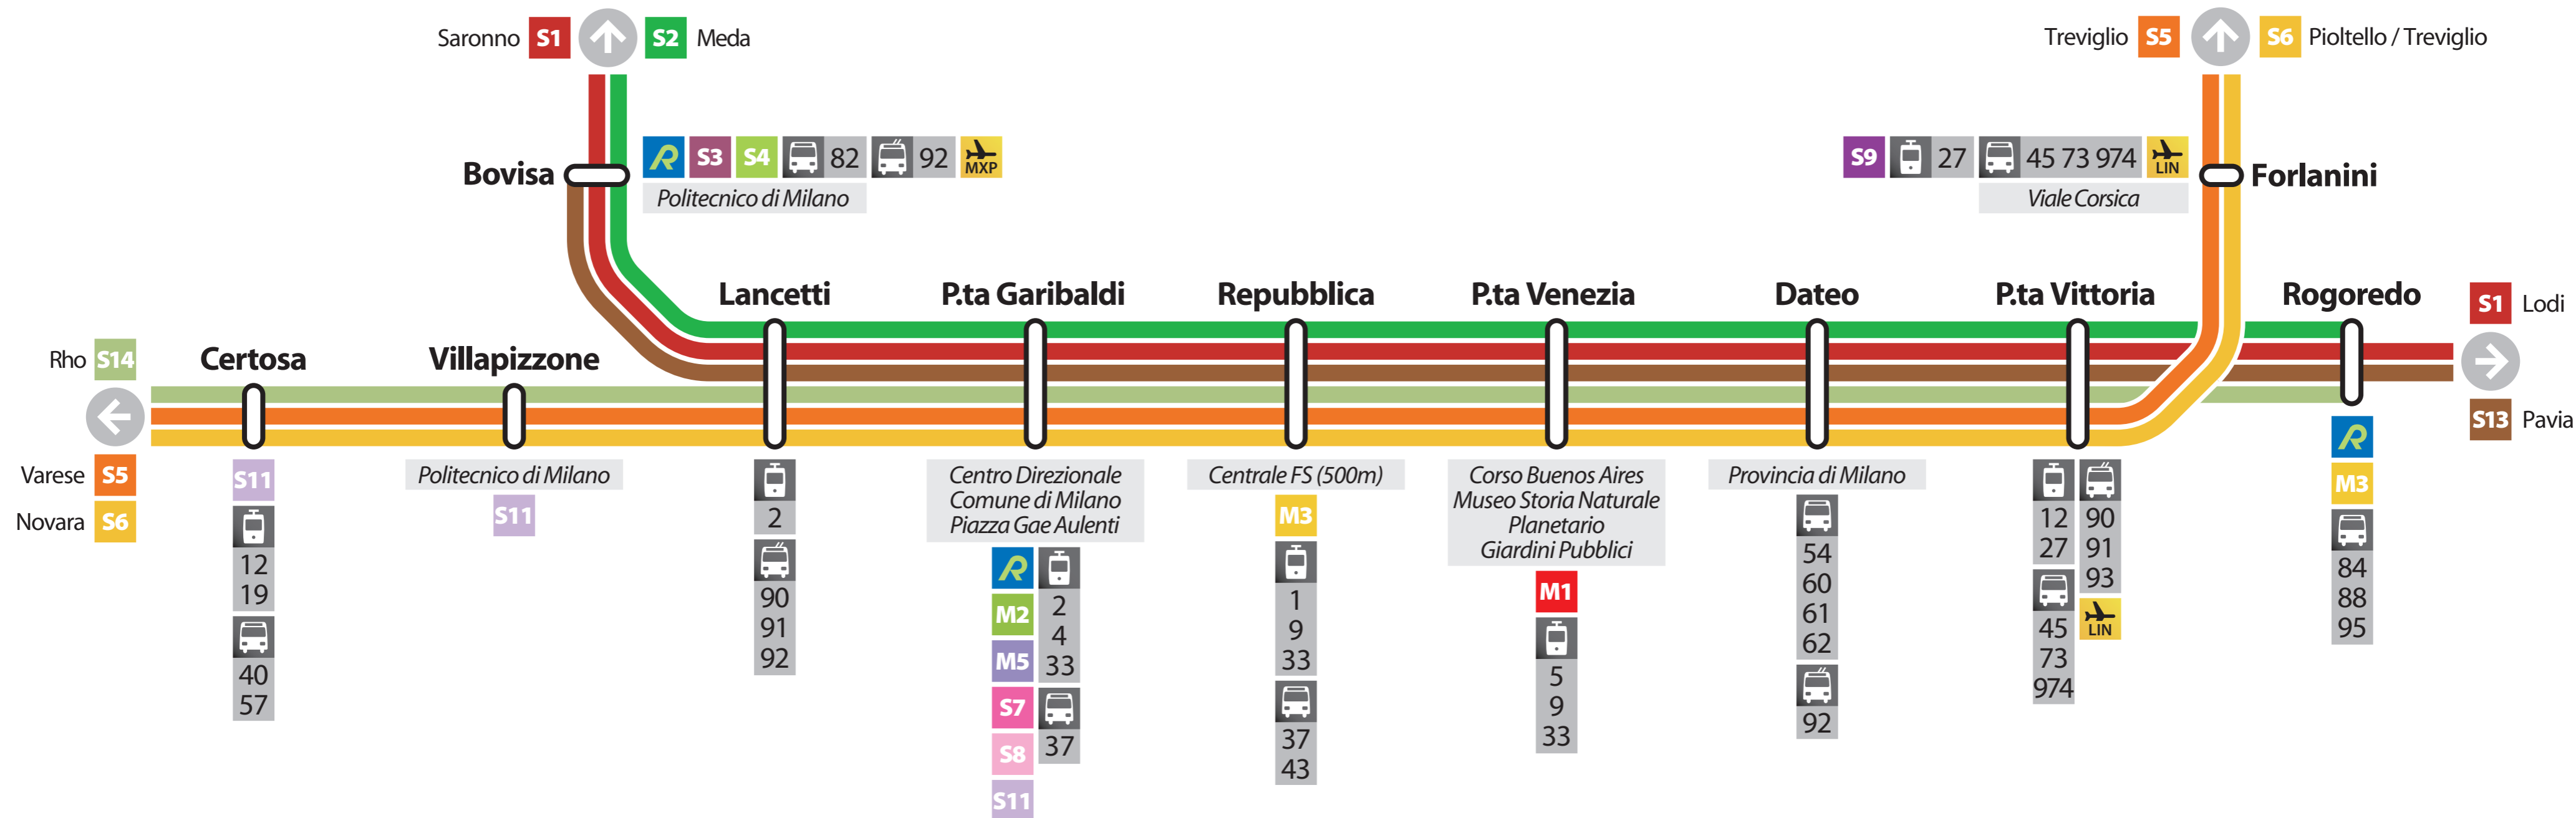 Saronno S1 S2 Meda
Treviglio S5 S6 Pioltello / Treviglio
Bovisa
R S3 S4 82 92 MXP
Politecnico di Milano
S9 27 45 73 974 LIN
Viale Corsica
Forlanini
Lancetti
P.ta Garibaldi
Repubblica
P.ta Venezia
Dateo
P.ta Vittoria
Rogoredo
S1 Lodi
S13 Pavia
Rho S14
Certosa
Villapizzone
Varese S5
Novara S6
S11
12
19
40
57
Politecnico di Milano
S11
2
90
91
92
Centro Direzionale
Comune di Milano
Piazza Gae Aulenti
R
M2
M5
S7
S8
S11
2
4
33
37
Centrale FS (500m)
M3
1
9
33
37
43
Corso Buenos Aires
Museo Storia Naturale
Planetario
Giardini Pubblici
M1
5
9
33
Provincia di Milano
54
60
61
62
92
12
27
45
73
974
90
91
93
LIN
R
M3
84
88
95